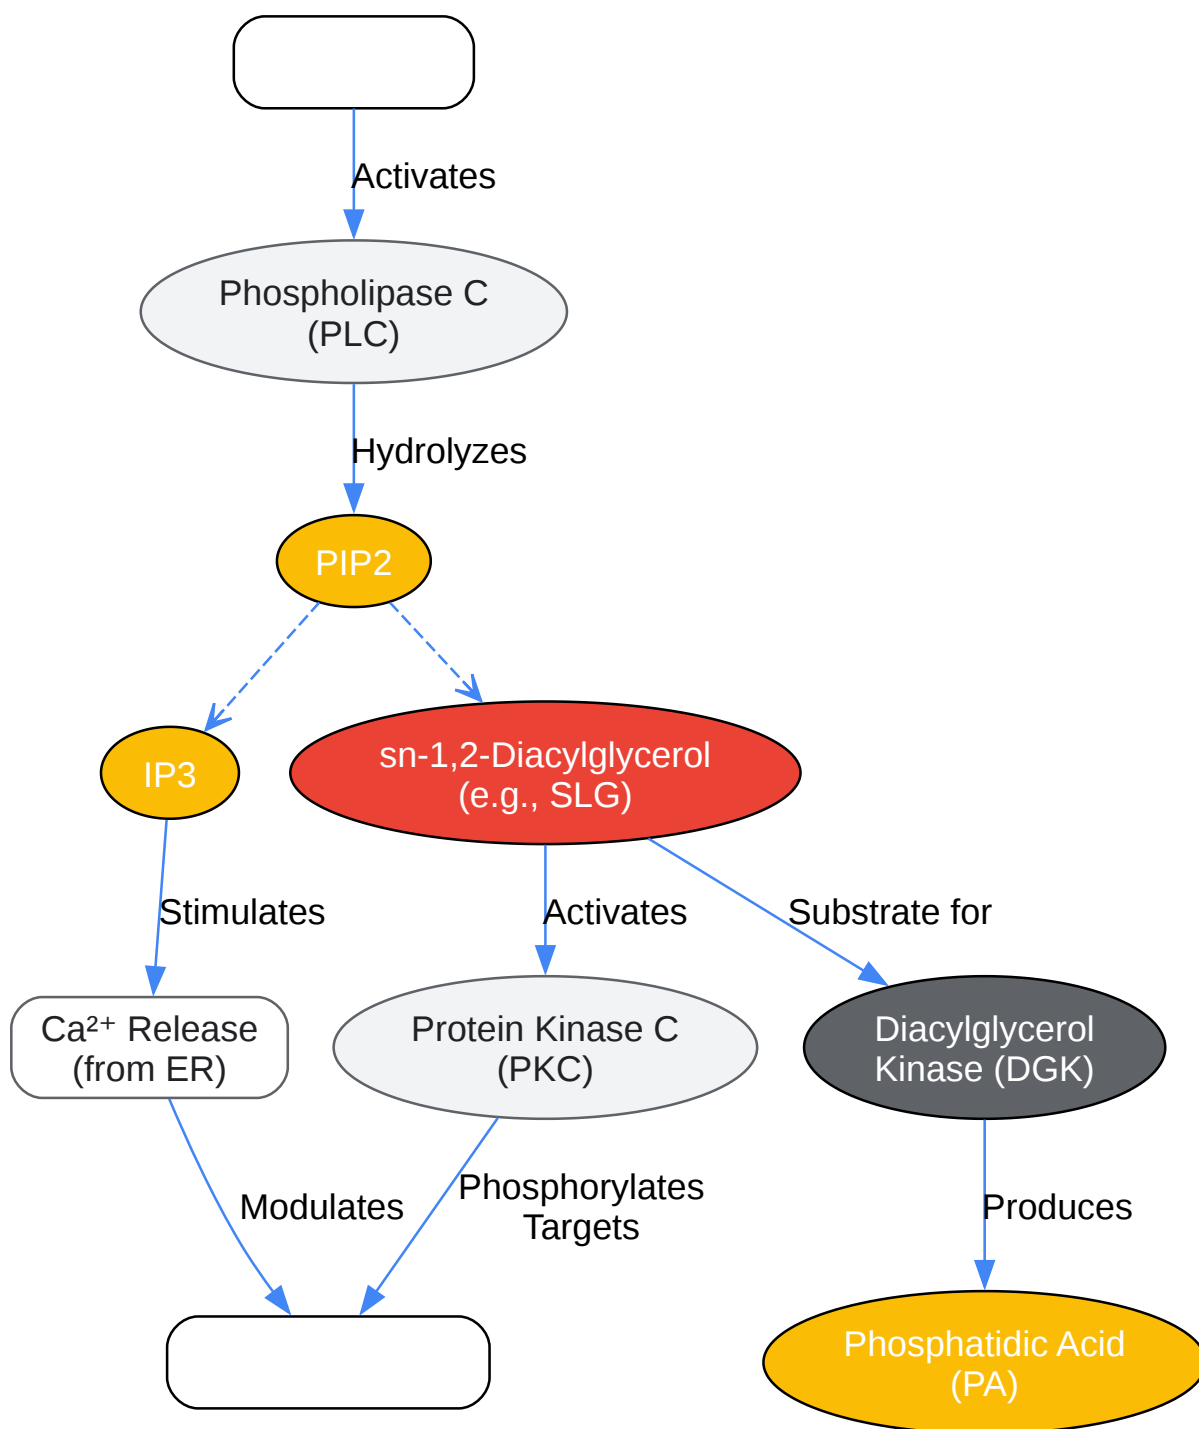 Activates
Phospholipase C
(PLC)
Hydrolyzes
PIP2
sn-1,2-Diacylglycerol
(e.g., SLG)
IP3
Stimulates
Activates
Substrate for
Ca²⁺ Release
(from ER)
Protein Kinase C
(PKC)
Diacylglycerol
Kinase (DGK)
Modulates
Phosphorylates
Targets
Produces
Phosphatidic Acid
(PA)